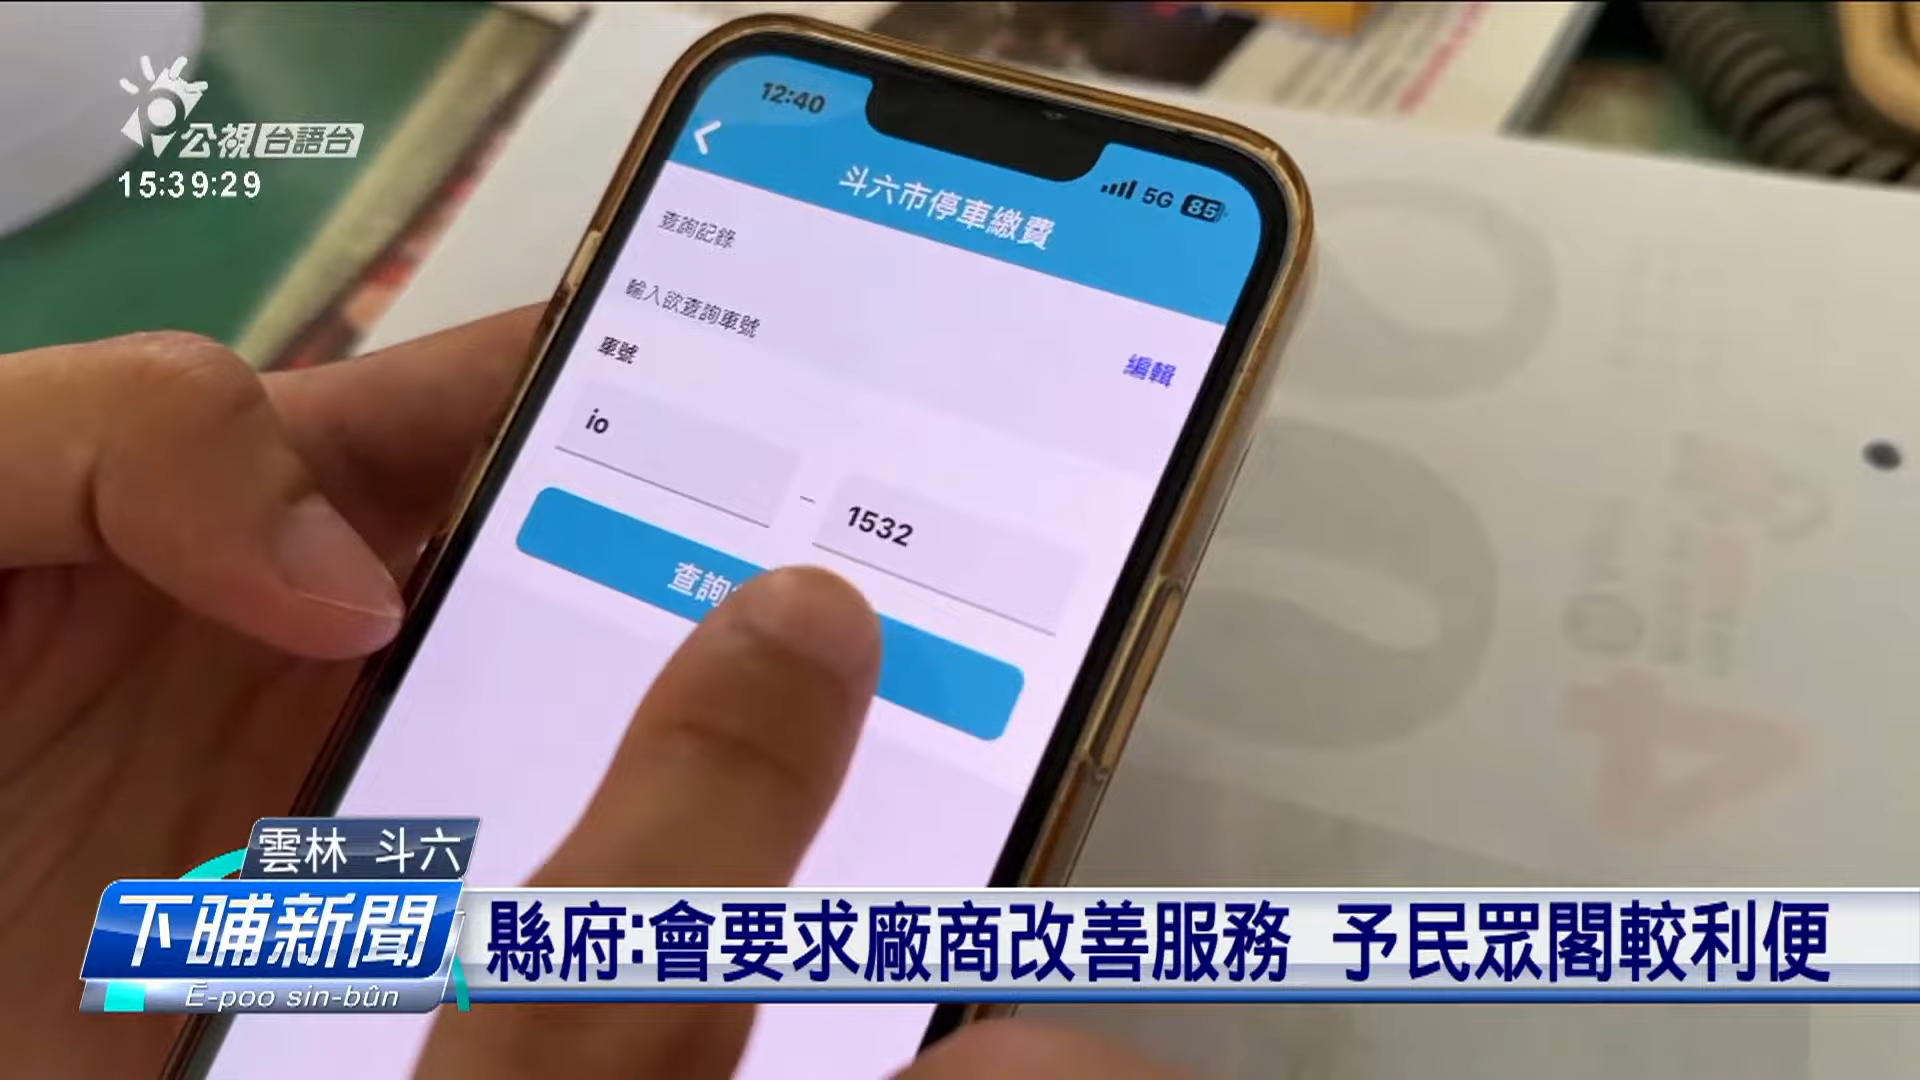 公視台語台
15:39:29
12:40
5G 85
斗六市停車繳費
查詢記錄
輸入欲查詢車號
編輯
車號
io
-
1532
查詢
雲林 斗六
下晡新聞
Ē-poo sin-bûn
縣府:會要求廠商改善服務 予民眾閣較利便